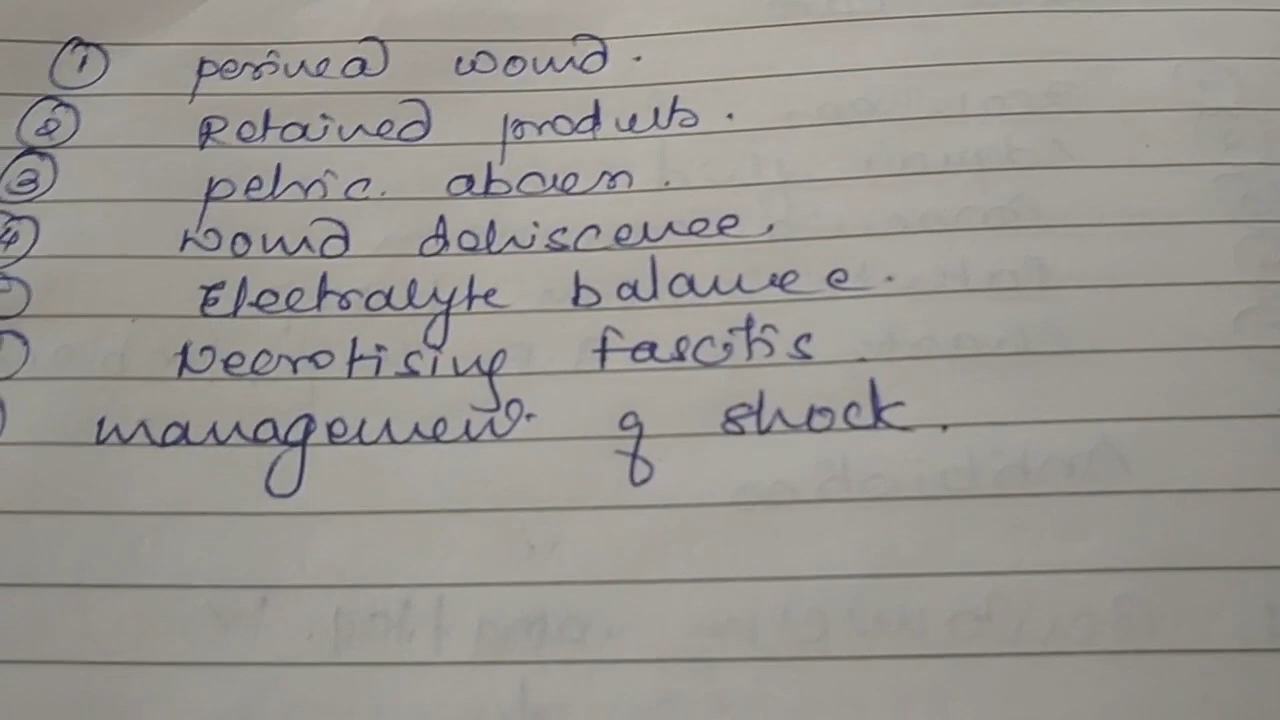 ① perineal wound.
② Retained products.
③ pelvic. abscess.
④ wound dehiscence.
Electrolyte balance.
Necrotising fascitis
management of shock.